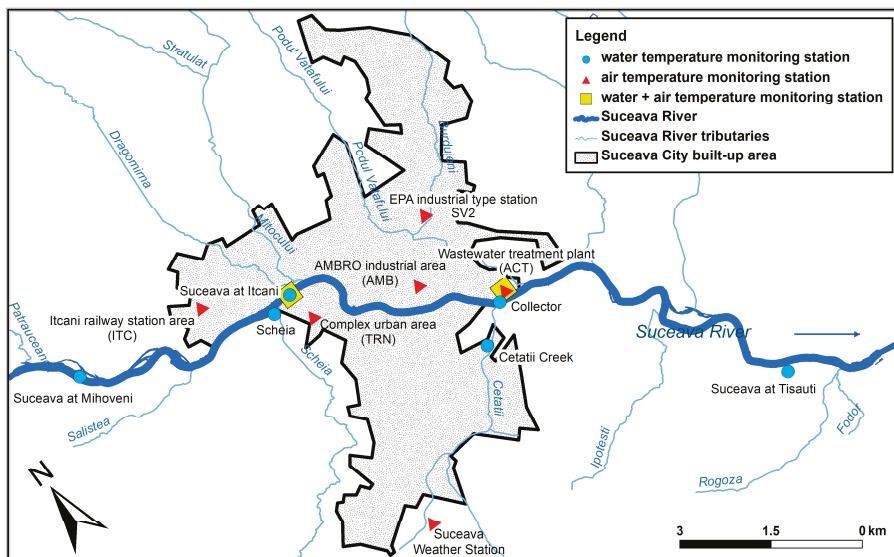 Legend
water temperature monitoring station
air temperature monitoring station
water + air temperature monitoring station
Suceava River
Suceava River tributaries
Suceava City built-up area
Stratulat
Podu' Vatafului
Dragomirna
Mitocului
Podul Vatafului
Burdujeni
EPA industrial type station
SV2
Wastewater treatment plant
(ACT)
AMBRO industrial area
(AMB)
Suceava at Itcani
Itcani railway station area
(ITC)
Scheia
Complex urban area
(TRN)
Collector
Suceava River
Patrauceanca
Scheia
Cetatii Creek
Cetatii
Suceava at Mihoveni
Salistea
Suceava at Tisauti
Ipotesti
Fodor
Rogoza
Suceava
Weather Station
N
3
1.5
0 km